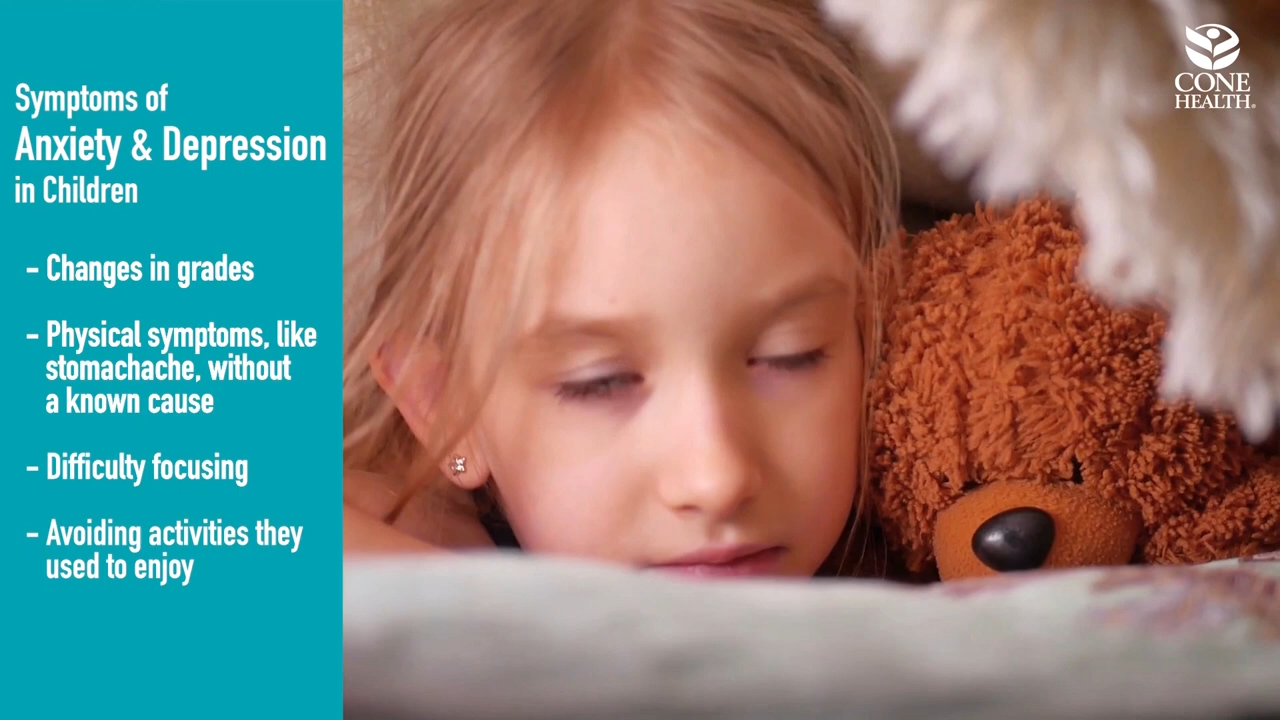 Symptoms of
Anxiety & Depression
in Children
- Changes in grades
- Physical symptoms, like
stomachache, without
a known cause
- Difficulty focusing
- Avoiding activities they
used to enjoy
CONE
HEALTH®